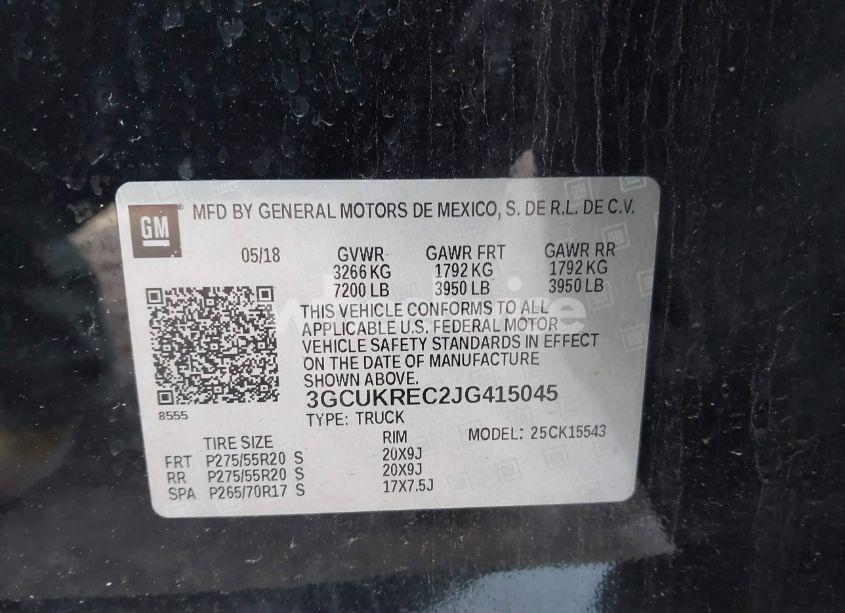 GM
MFD BY GENERAL MOTORS DE MEXICO, S. DE R.L. DE C.V.
05/18 GVWR GAWR FRT GAWR RR
3266 KG 1792 KG 1792 KG
7200 LB 3950 LB 3950 LB
THIS VEHICLE CONFORMS TO ALL
APPLICABLE U.S. FEDERAL MOTOR
VEHICLE SAFETY STANDARDS IN EFFECT
ON THE DATE OF MANUFACTURE
SHOWN ABOVE.
8555
3GCUKREC2JG415045
TYPE: TRUCK
MODEL: 25CK15543
TIRE SIZE RIM
FRT P275/55R20 S 20X9J
RR P275/55R20 S 20X9J
SPA P265/70R17 S 17X7.5J